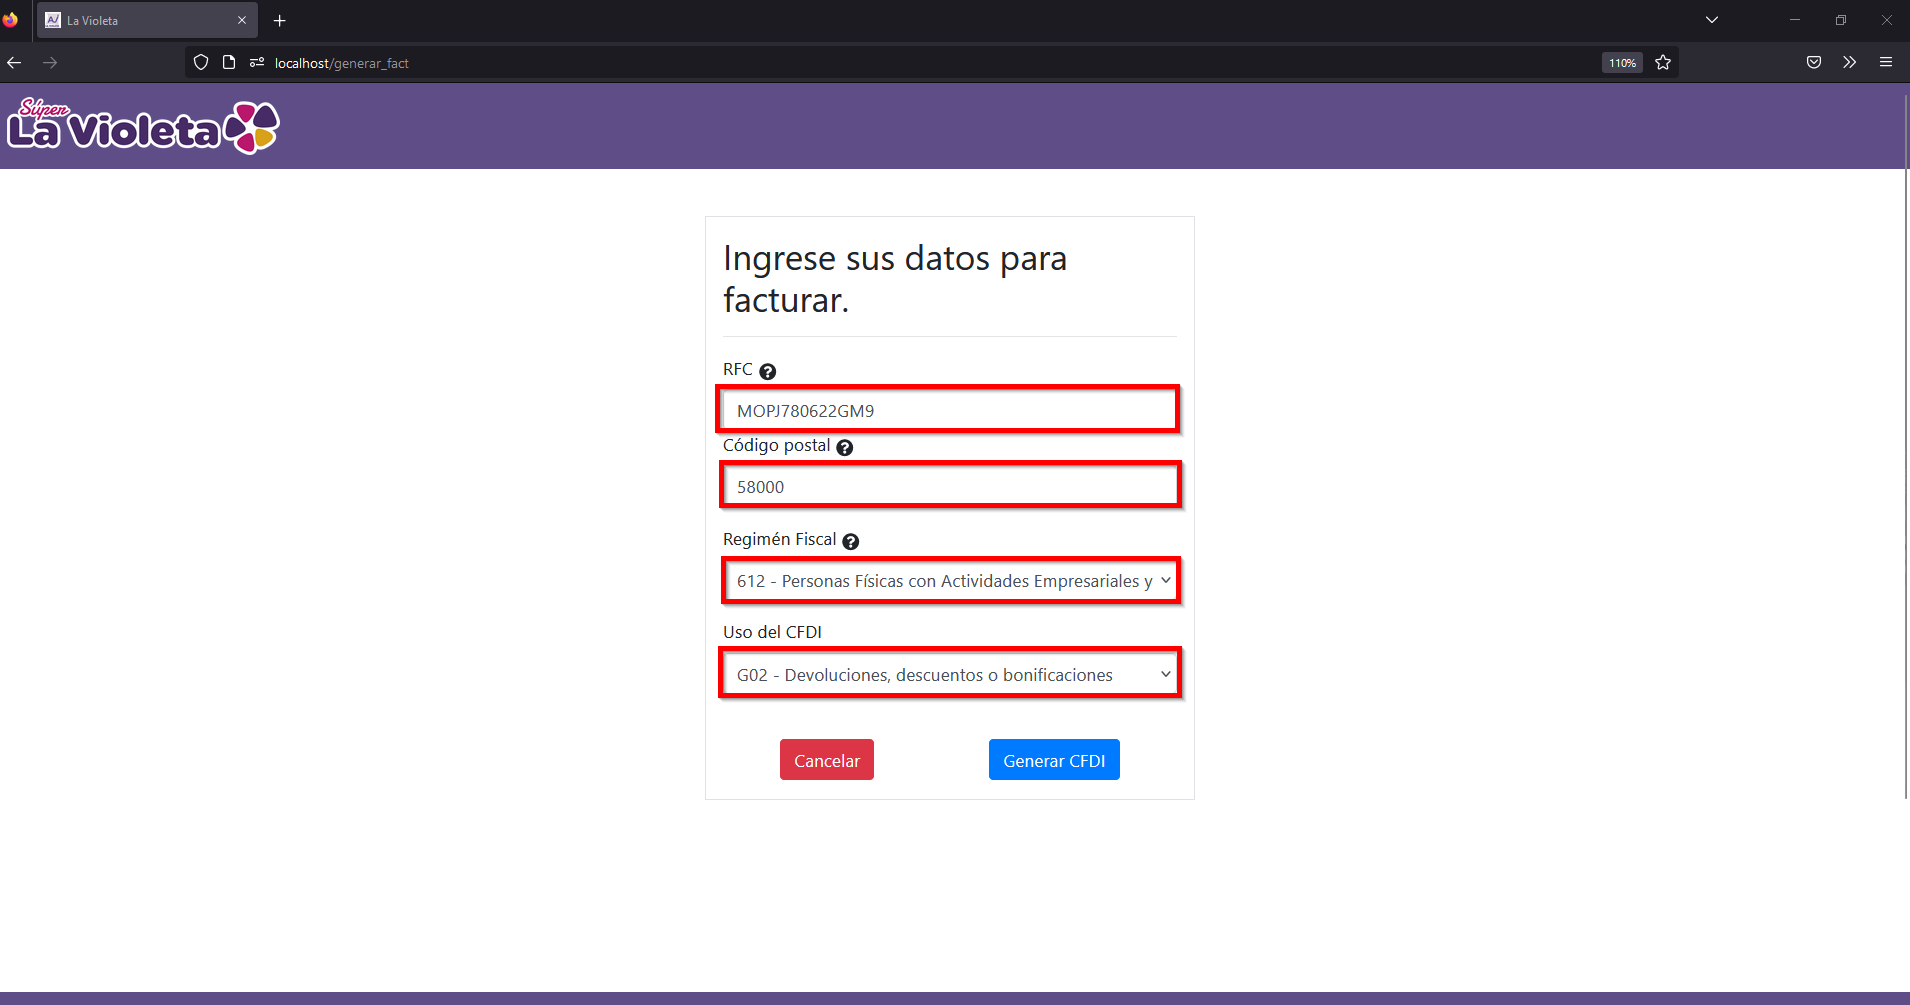 La Violeta
localhost/generar_fact
110%
Súper
La Violeta
Ingrese sus datos para
facturar.
RFC
MOPJ780622GM9
Código postal
58000
Regimén Fiscal
612 - Personas Físicas con Actividades Empresariales y
Uso del CFDI
G02 - Devoluciones, descuentos o bonificaciones
Cancelar
Generar CFDI